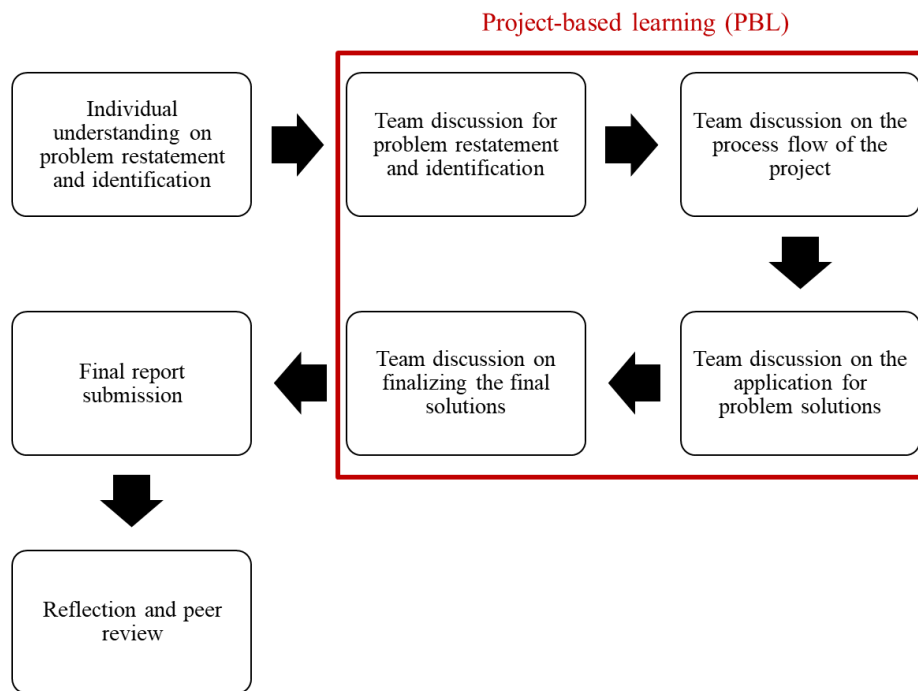 Project-based learning (PBL)
Individual
understanding on
problem restatement
and identification
Team discussion for
problem restatement
and identification
Team discussion on the
process flow of the
project
Team discussion on the
application for
problem solutions
Team discussion on
finalizing the final
solutions
Final report
submission
Reflection and peer
review